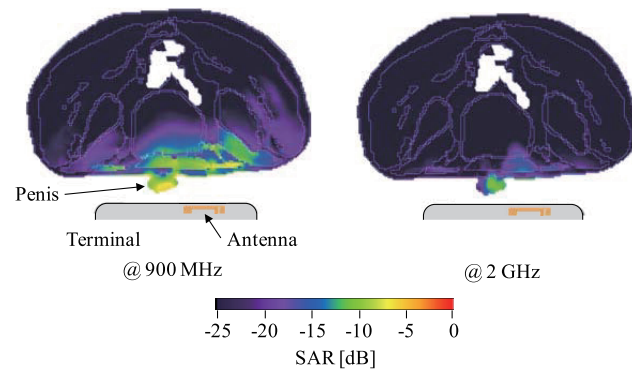 Penis
Terminal
Antenna
@ 900 MHz
@ 2 GHz
-25 -20 -15 -10 -5 0
SAR [dB]